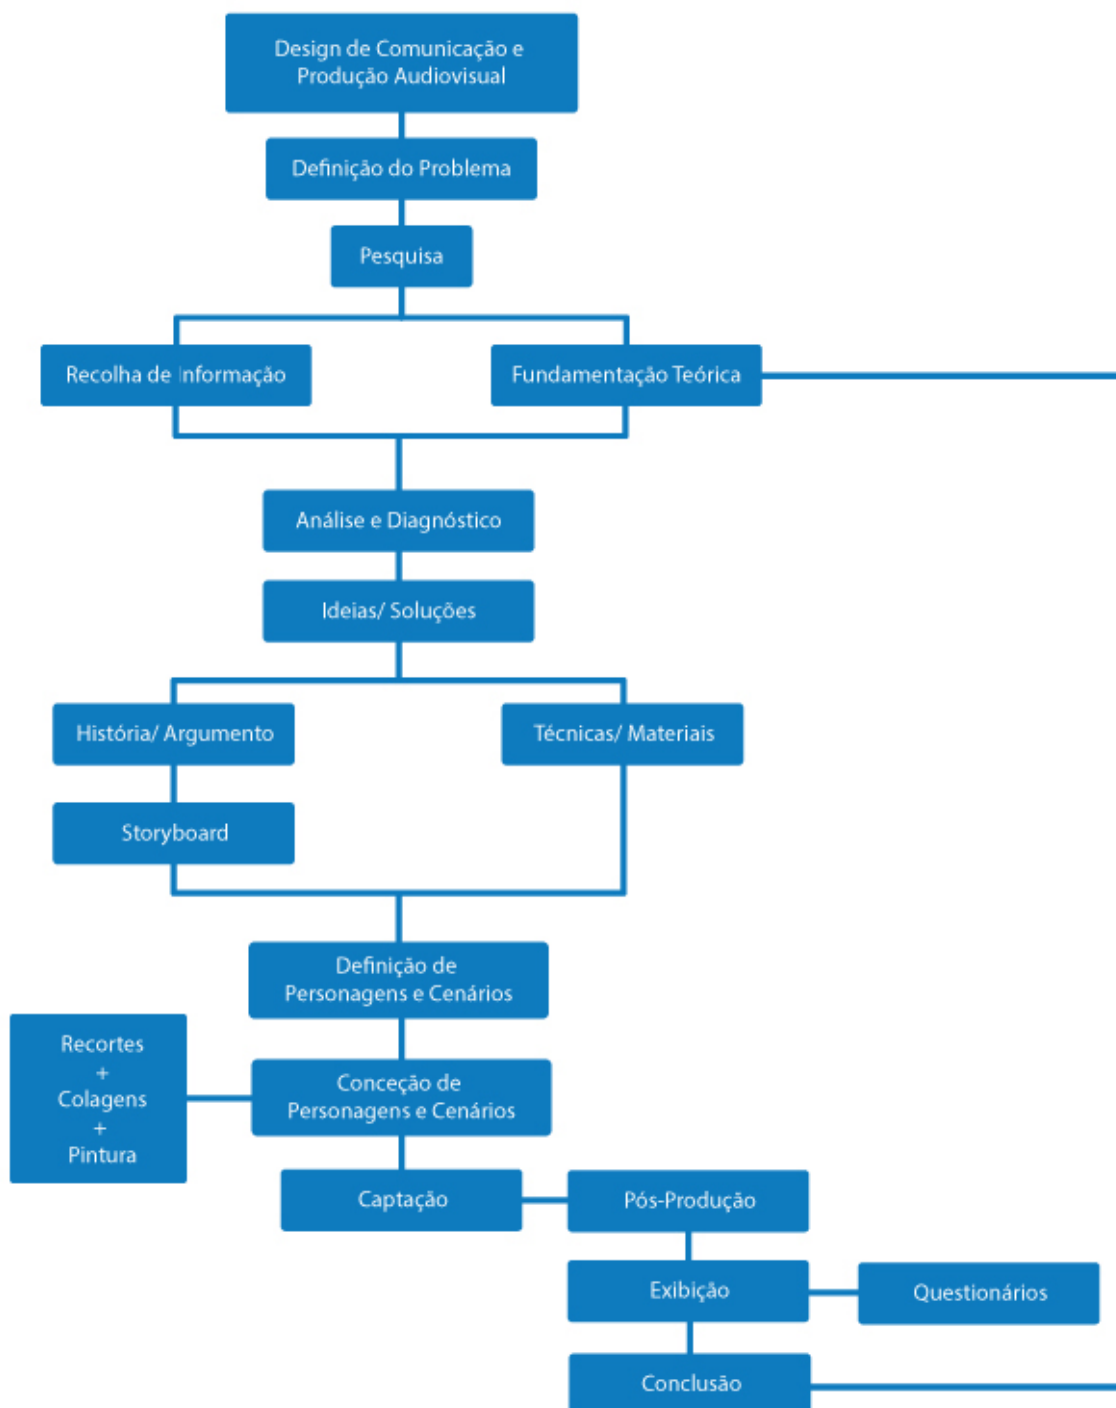 Design de Comunicação e
Produção Audiovisual
Definição do Problema
Pesquisa
Recolha de Informação
Fundamentação Teórica
Análise e Diagnóstico
Ideias/ Soluções
História/ Argumento
Técnicas/ Materiais
Storyboard
Definição de
Personagens e Cenários
Recortes
+
Colagens
+
Pintura
Conceção de
Personagens e Cenários
Captação
Pós-Produção
Exibição
Questionários
Conclusão